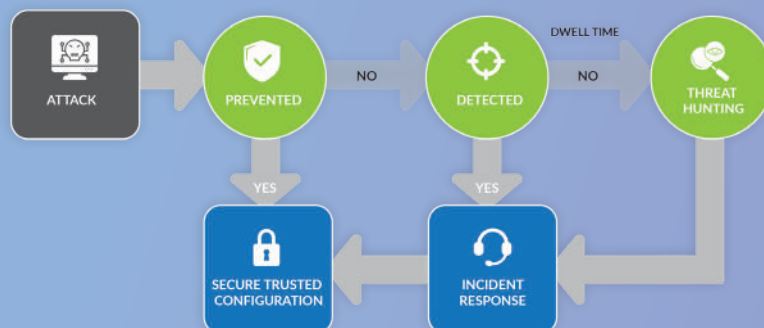 DWELL TIME
ATTACK
PREVENTED
NO
DETECTED
NO
THREAT
HUNTING
YES
YES
SECURE TRUSTED
CONFIGURATION
INCIDENT
RESPONSE